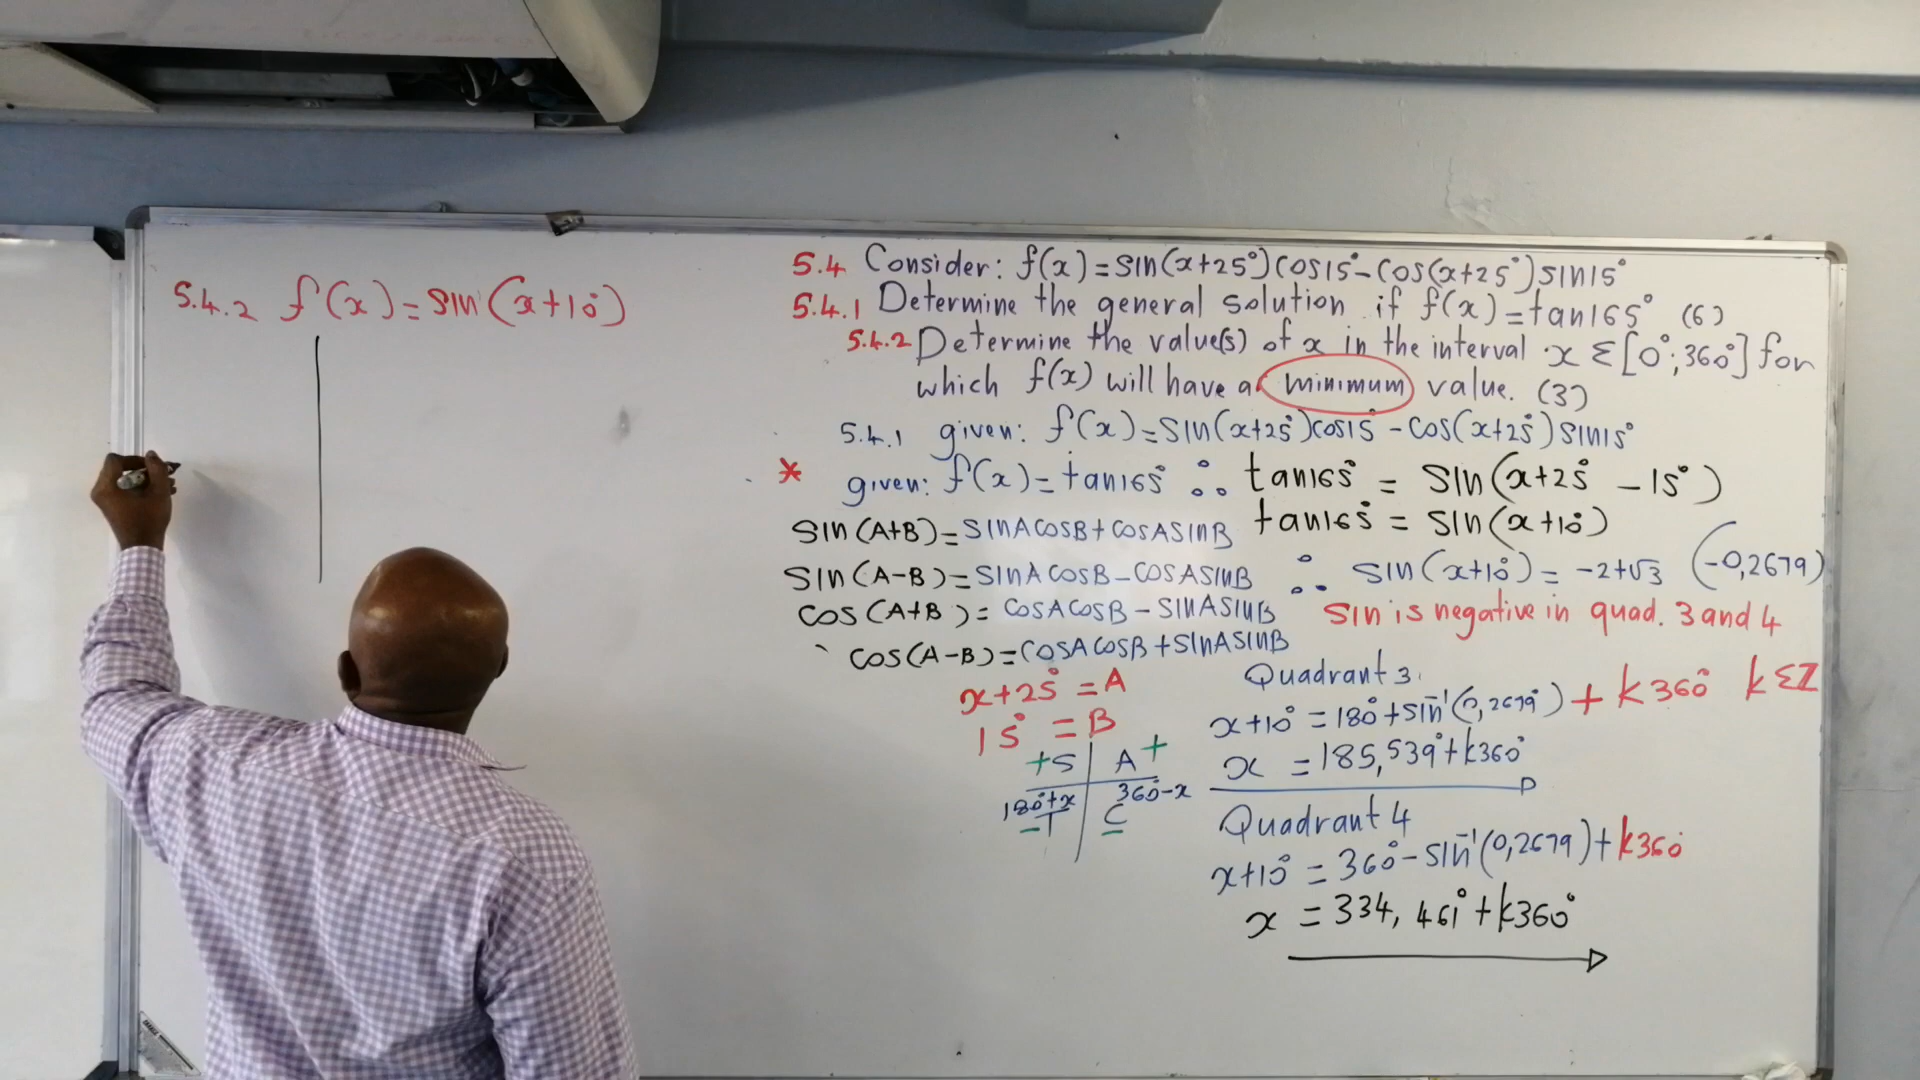 5.4.2 f(x)=sin(x+10°)
5.4 Consider: f(x)=sin(x+25°)cos15°-cos(x+25°)sin15°
5.4.1 Determine the general solution if f(x)=tan165° (6)
5.4.2 Determine the value(s) of x in the interval x ε[0°;360°] for
which f(x) will have a minimum value. (3)
5.4.1 given: f(x)=sin(x+25°)cos15°-cos(x+25°)sin15°
* given: f(x)=tan165° ∴ tan165° = sin(x+25°-15°)
tan165° = sin(x+10°)
sin(A+B)=sinAcosB+cosAsinB
∴ sin(x+10°)=-2+√3 (-0,2679)
sin(A-B)=sinAcosB-cosAsinB
cos(A+B)=cosAcosB-sinAsinB
sin is negative in quad. 3 and 4
cos(A-B)=cosAcosB+sinAsinB
x+25°=A
15°=B
+S A+
180°+x 360°-x
-T C-
Quadrant 3
x+10°=180°+sin⁻¹(0,2679°)+k360° kεZ
x =185,539°+k360°
Quadrant 4
x+10°=360°-sin⁻¹(0,2679)+k360°
x =334,461°+k360°